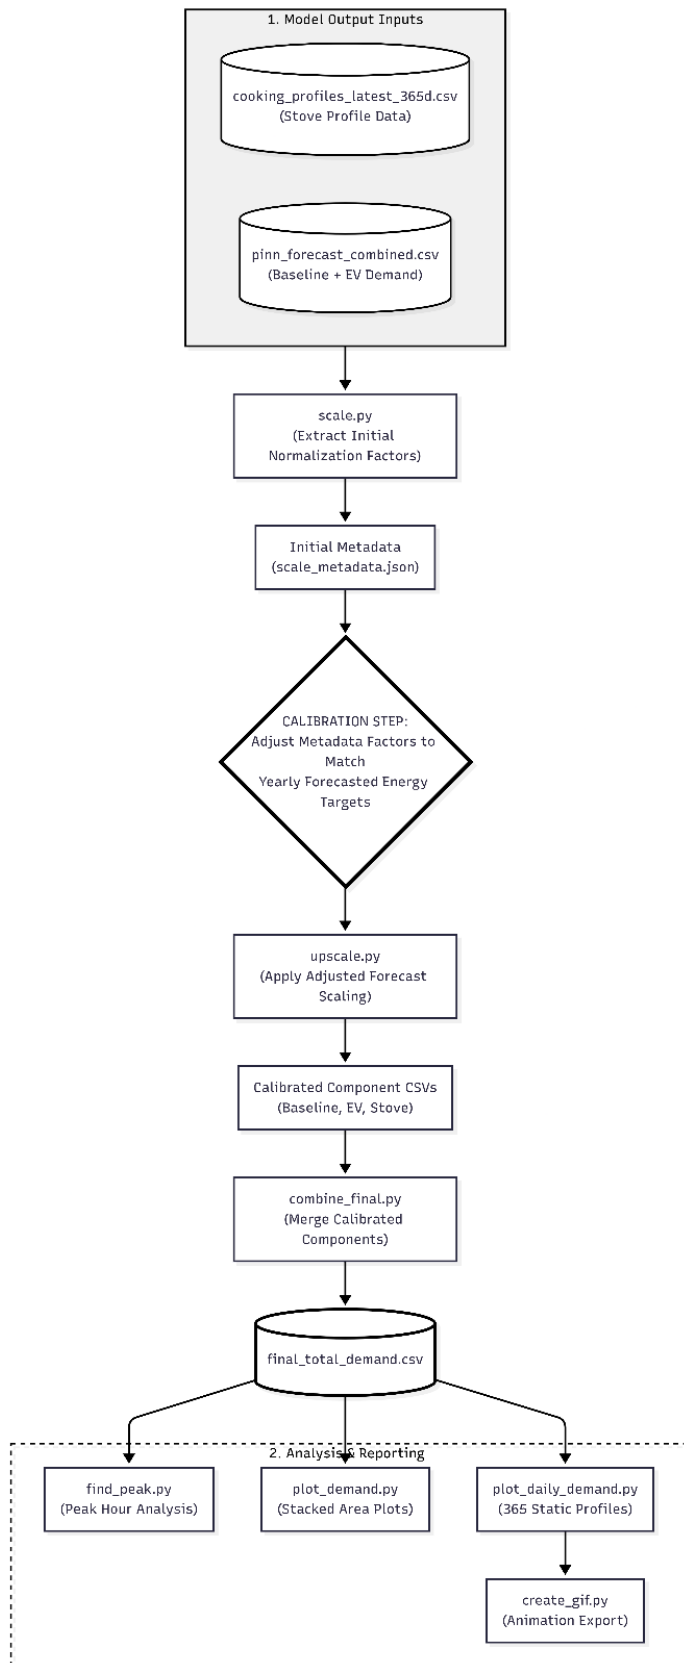 1. Model Output Inputs
cooking_profiles_latest_365d.csv
(Stove Profile Data)
pinn_forecast_combined.csv
(Baseline + EV Demand)
scale.py
(Extract Initial
Normalization Factors)
Initial Metadata
(scale_metadata.json)
CALIBRATION STEP:
Adjust Metadata Factors to
Match
Yearly Forecasted Energy
Targets
upscale.py
(Apply Adjusted Forecast
Scaling)
Calibrated Component CSVs
(Baseline, EV, Stove)
combine_final.py
(Merge Calibrated
Components)
final_total_demand.csv
2. Analysis & Reporting
find_peak.py
(Peak Hour Analysis)
plot_demand.py
(Stacked Area Plots)
plot_daily_demand.py
(365 Static Profiles)
create_gif.py
(Animation Export)